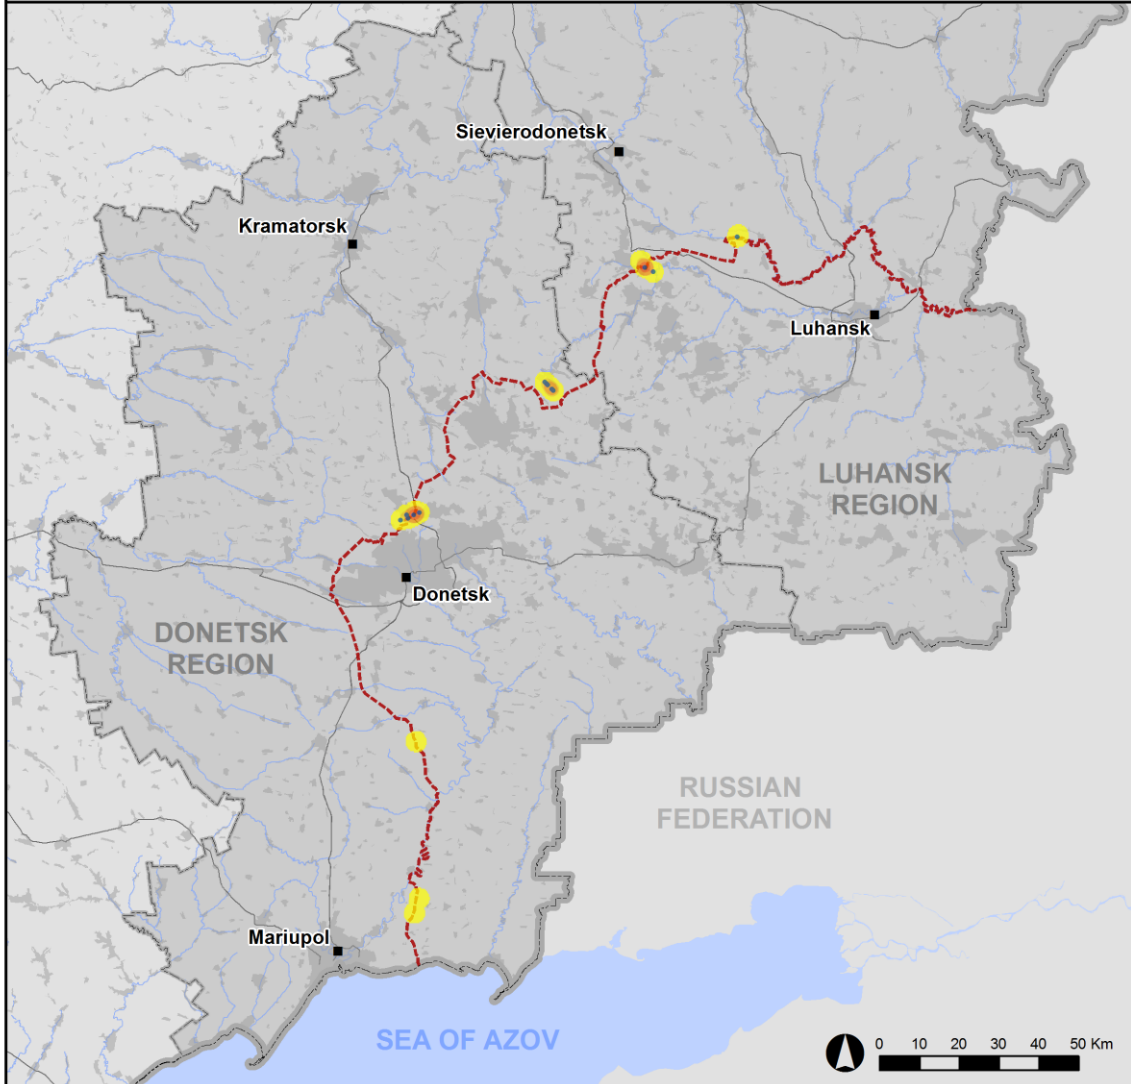 Sievierodonetsk
Kramatorsk
Luhansk
LUHANSK
REGION
Donetsk
DONETSK
REGION
RUSSIAN
FEDERATION
Mariupol
SEA OF AZOV
0 10 20 30 40 50 Km